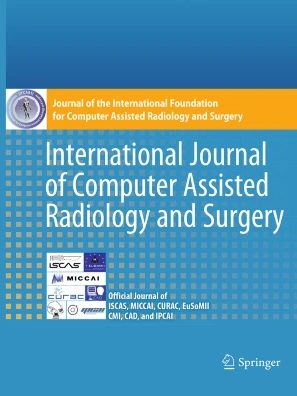 Journal of the International Foundation
for Computer Assisted Radiology and Surgery
International Journal
of Computer Assisted
Radiology and Surgery
ISCAS
MICCAI
CURAC
Official Journal of
ISCAS, MICCAI, CURAC, EuSoMII
CMI, CAD, and IPCAI
Springer